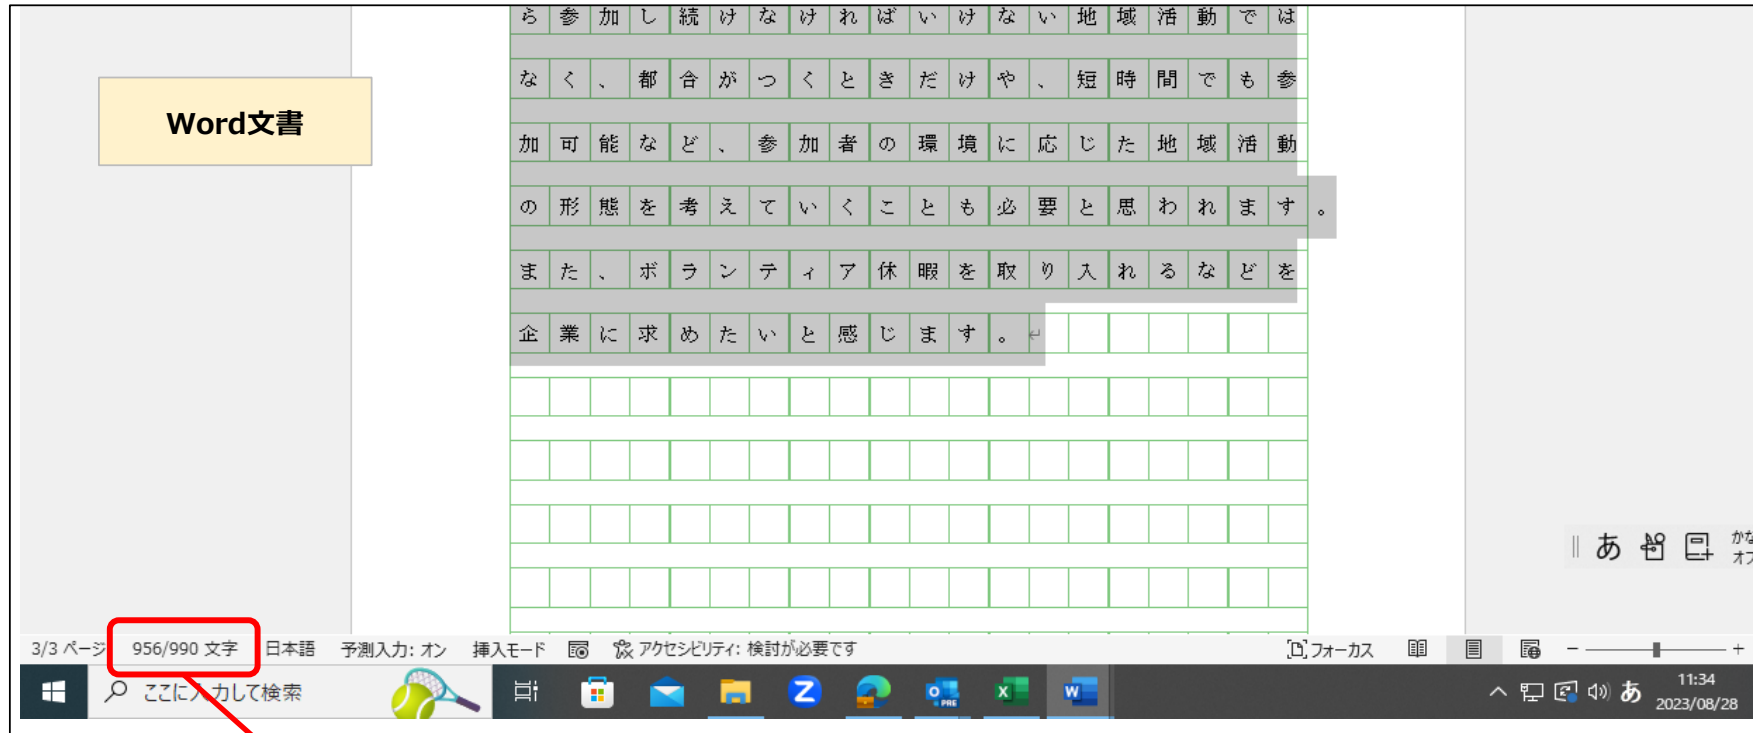 ら参加し続けなければいけない地域活動では
なく、都合がつくときだけや、短時間でも参
加可能など、参加者の環境に応じた地域活動
の形態を考えていくことも必要と思われます。
また、ボランティア休暇を取り入れるなどを
企業に求めたいと感じます。
Word文書
あ
3/3 ページ 956/990 文字 日本語 予測入力: オン 挿入モード アクセシビリティ: 検討が必要です フォーカス
ここに入力して検索
あ
11:34
2023/08/28